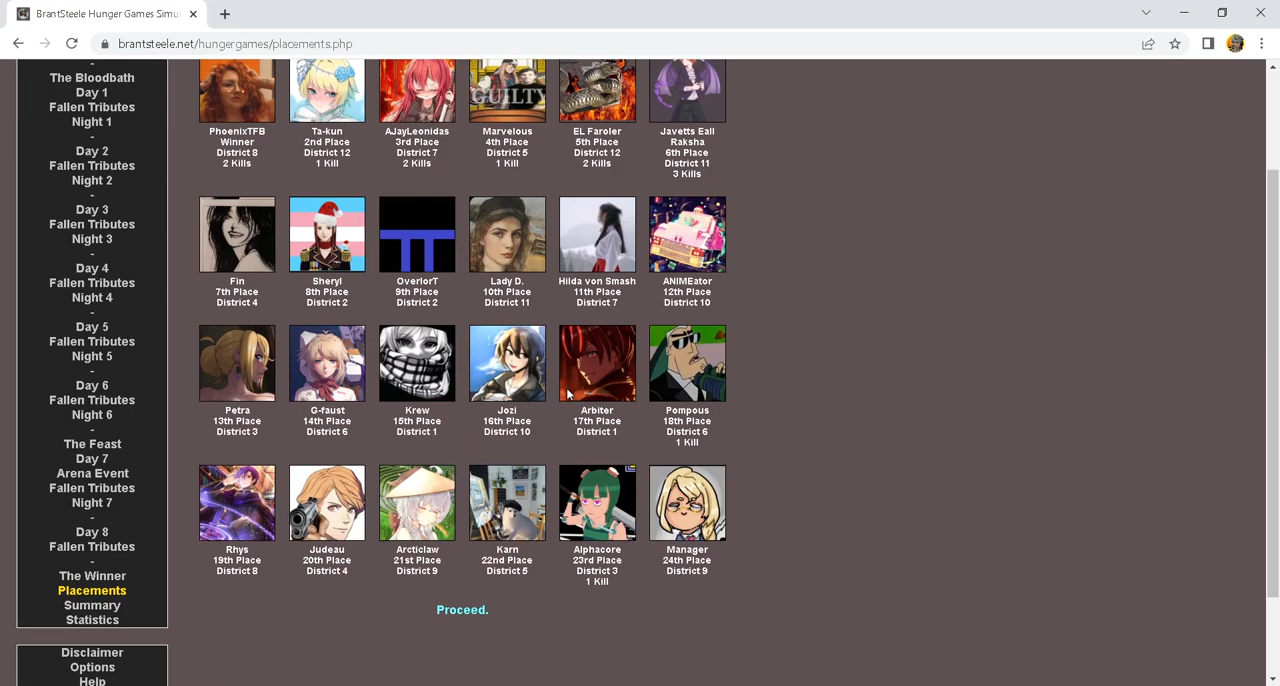 BrantSteele Hunger Games Simu
brantsteele.net/hungergames/placements.php
-
The Bloodbath
Day 1
Fallen Tributes
Night 1
-
Day 2
Fallen Tributes
Night 2
-
Day 3
Fallen Tributes
Night 3
-
Day 4
Fallen Tributes
Night 4
-
Day 5
Fallen Tributes
Night 5
-
Day 6
Fallen Tributes
Night 6
-
The Feast
Day 7
Arena Event
Fallen Tributes
Night 7
-
Day 8
Fallen Tributes
-
The Winner
Placements
Summary
Statistics
Disclaimer
Options
Help
GUILTY
PhoenixTFB
Winner
District 8
2 Kills
Ta-kun
2nd Place
District 12
1 Kill
AJayLeonidas
3rd Place
District 7
2 Kills
Marvelous
4th Place
District 5
1 Kill
EL Faroler
5th Place
District 12
2 Kills
Javetts Eall
Raksha
6th Place
District 11
3 Kills
Fin
7th Place
District 4
Sheryl
8th Place
District 2
OverlorT
9th Place
District 2
Lady D.
10th Place
District 11
Hilda von Smash
11th Place
District 7
ANIMEator
12th Place
District 10
Petra
13th Place
District 3
G-faust
14th Place
District 6
Krew
15th Place
District 1
Jozi
16th Place
District 10
Arbiter
17th Place
District 1
Pompous
18th Place
District 6
1 Kill
Rhys
19th Place
District 8
Judeau
20th Place
District 4
Arcticlaw
21st Place
District 9
Karn
22nd Place
District 5
Alphacore
23rd Place
District 3
1 Kill
Manager
24th Place
District 9
Proceed.